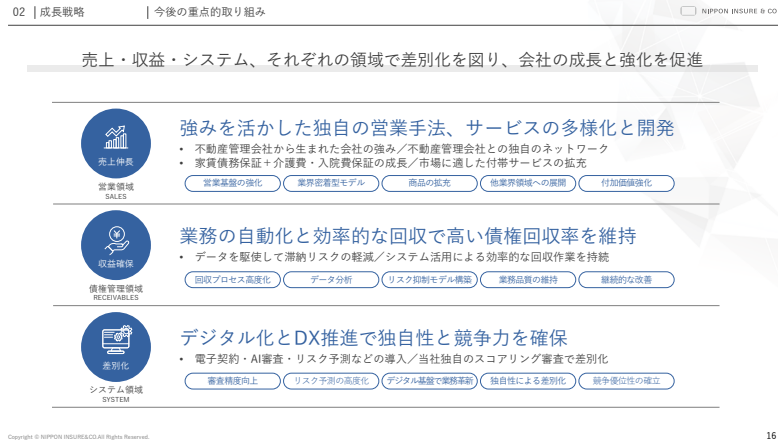 02 | 成長戦略 | 今後の重点的取り組み
NIPPON INSURE & CO
売上・収益・システム、それぞれの領域で差別化を図り、会社の成長と強化を促進
売上伸長
営業領域
SALES
強みを活かした独自の営業手法、サービスの多様化と開発
• 不動産管理会社から生まれた会社の強み／不動産管理会社との独自のネットワーク
• 家賃債務保証＋介護費・入院費保証の成長／市場に適した付帯サービスの拡充
営業基盤の強化 業界密着型モデル 商品の拡充 他業界領域への展開 付加価値強化
収益確保
債権管理領域
RECEIVABLES
業務の自動化と効率的な回収で高い債権回収率を維持
• データを駆使して滞納リスクの軽減／システム活用による効率的な回収作業を持続
回収プロセス高度化 データ分析 リスク抑制モデル構築 業務品質の維持 継続的な改善
差別化
システム領域
SYSTEM
デジタル化とDX推進で独自性と競争力を確保
• 電子契約・AI審査・リスク予測などの導入／当社独自のスコアリング審査で差別化
審査精度向上 リスク予測の高度化 デジタル基盤で業務革新 独自性による差別化 競争優位性の確立
Copyright © NIPPON INSURE&CO.All Rights Reserved.
16